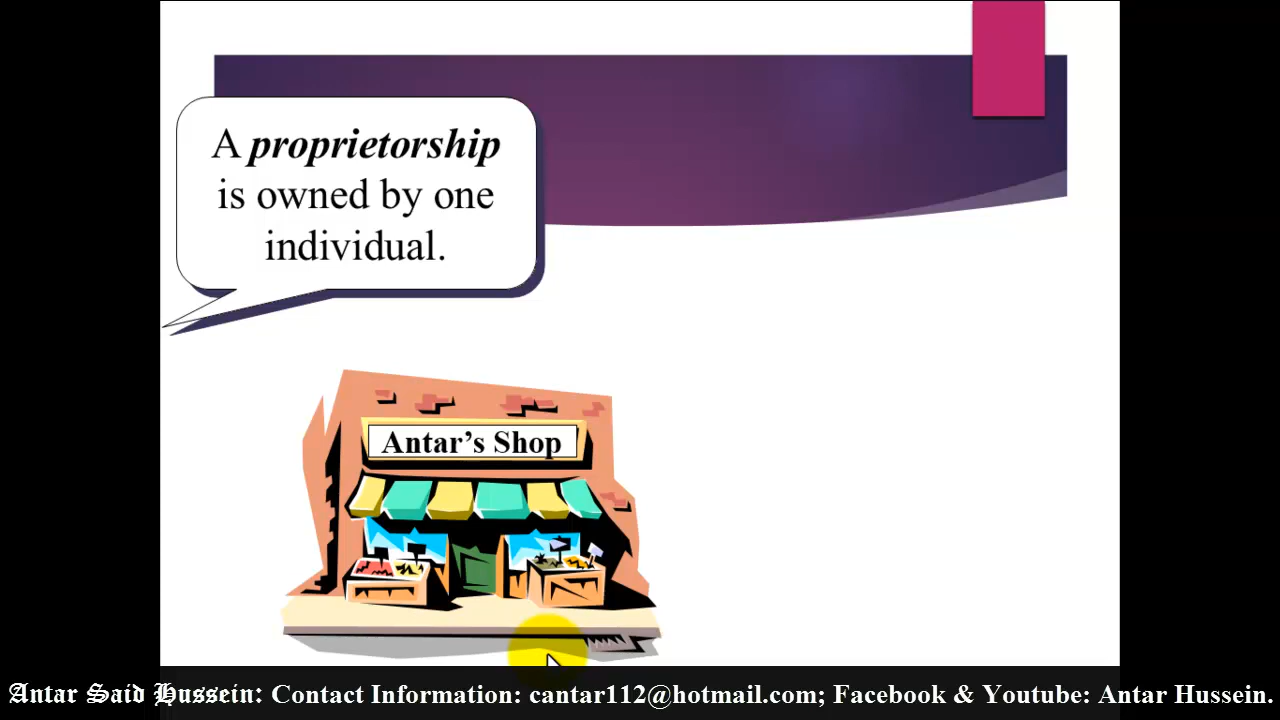 A proprietorship
is owned by one
individual.
Antar’s Shop
Antar Said Hussein: Contact Information: cantar112@hotmail.com; Facebook & Youtube: Antar Hussein.